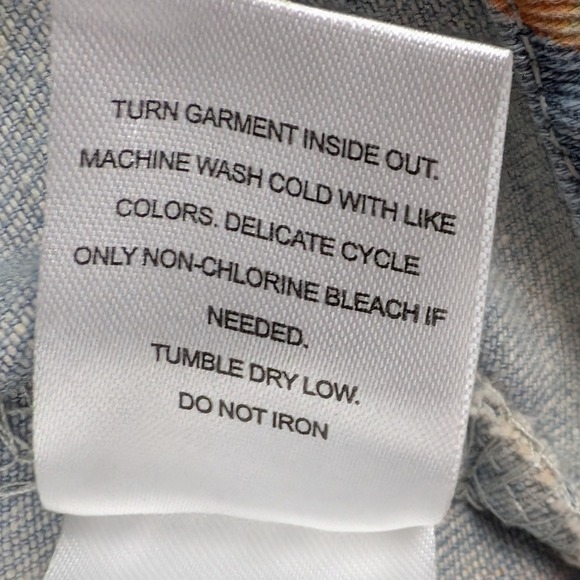 TURN GARMENT INSIDE OUT.
MACHINE WASH COLD WITH LIKE
COLORS. DELICATE CYCLE
ONLY NON-CHLORINE BLEACH IF
NEEDED.
TUMBLE DRY LOW.
DO NOT IRON